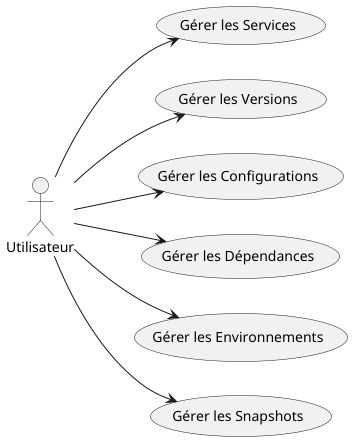 Gérer les Services
Gérer les Versions
Gérer les Configurations
Utilisateur
Gérer les Dépendances
Gérer les Environnements
Gérer les Snapshots